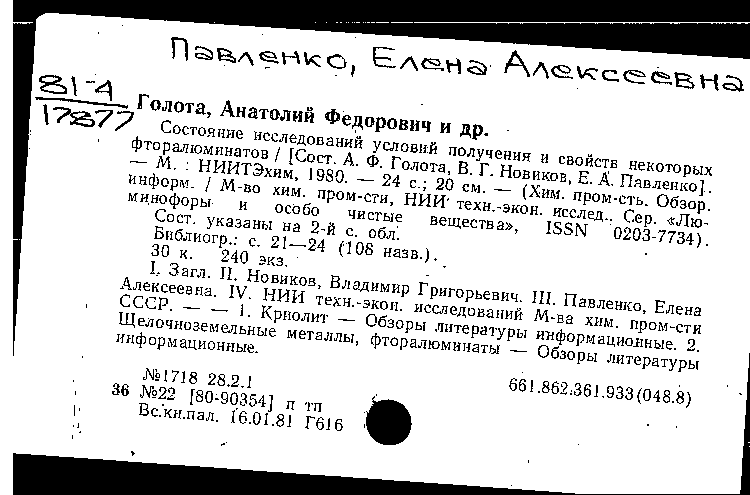 Павленко, Елена Алексеевна
81-4
17877
Голота, Анатолий Федорович и др.
Состояние исследований условий получения и свойств некоторых
фторалюминатов / [Сост. А. Ф. Голота, В. Г. Новиков, Е. А. Павленко].
— М. : НИИТЭхим, 1980. — 24 с.; 20 см. — (Хим. пром-сть. Обзор.
информ. / М-во хим. пром-сти, НИИ техн.-экон. исслед.. Сер. «Лю-
минофоры и особо чистые вещества», ISSN 0203-7734).
Сост. указаны на 2-й с. обл.
Библиогр.: с. 21—24 (108 назв.).
30 к. 240 экз.
I. Загл. II. Новиков, Владимир Григорьевич. III. Павленко, Елена
Алексеевна. IV. НИИ техн.-экон. исследований М-ва хим. пром-сти
СССР. — — 1. Криолит — Обзоры литературы информационные. 2.
Щелочноземельные металлы, фторалюминаты — Обзоры литературы
информационные.
№1718 28.2.1
661.862.361.933(048.8)
36 №22 [80-90354] п тп
Вс.кн.пал. 16.01.81 Г616